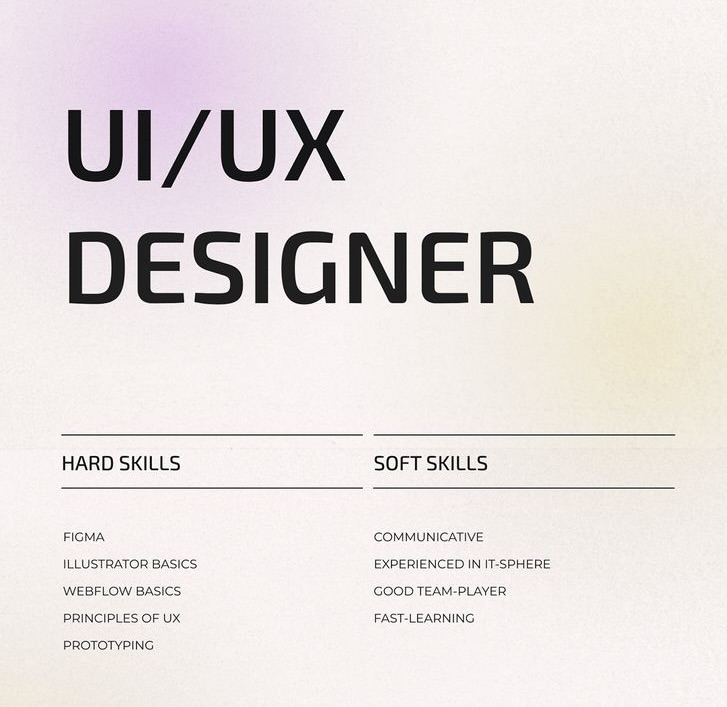 UI/UX
DESIGNER
HARD SKILLS
FIGMA
ILLUSTRATOR BASICS
WEBFLOW BASICS
PRINCIPLES OF UX
PROTOTYPING
SOFT SKILLS
COMMUNICATIVE
EXPERIENCED IN IT-SPHERE
GOOD TEAM-PLAYER
FAST-LEARNING